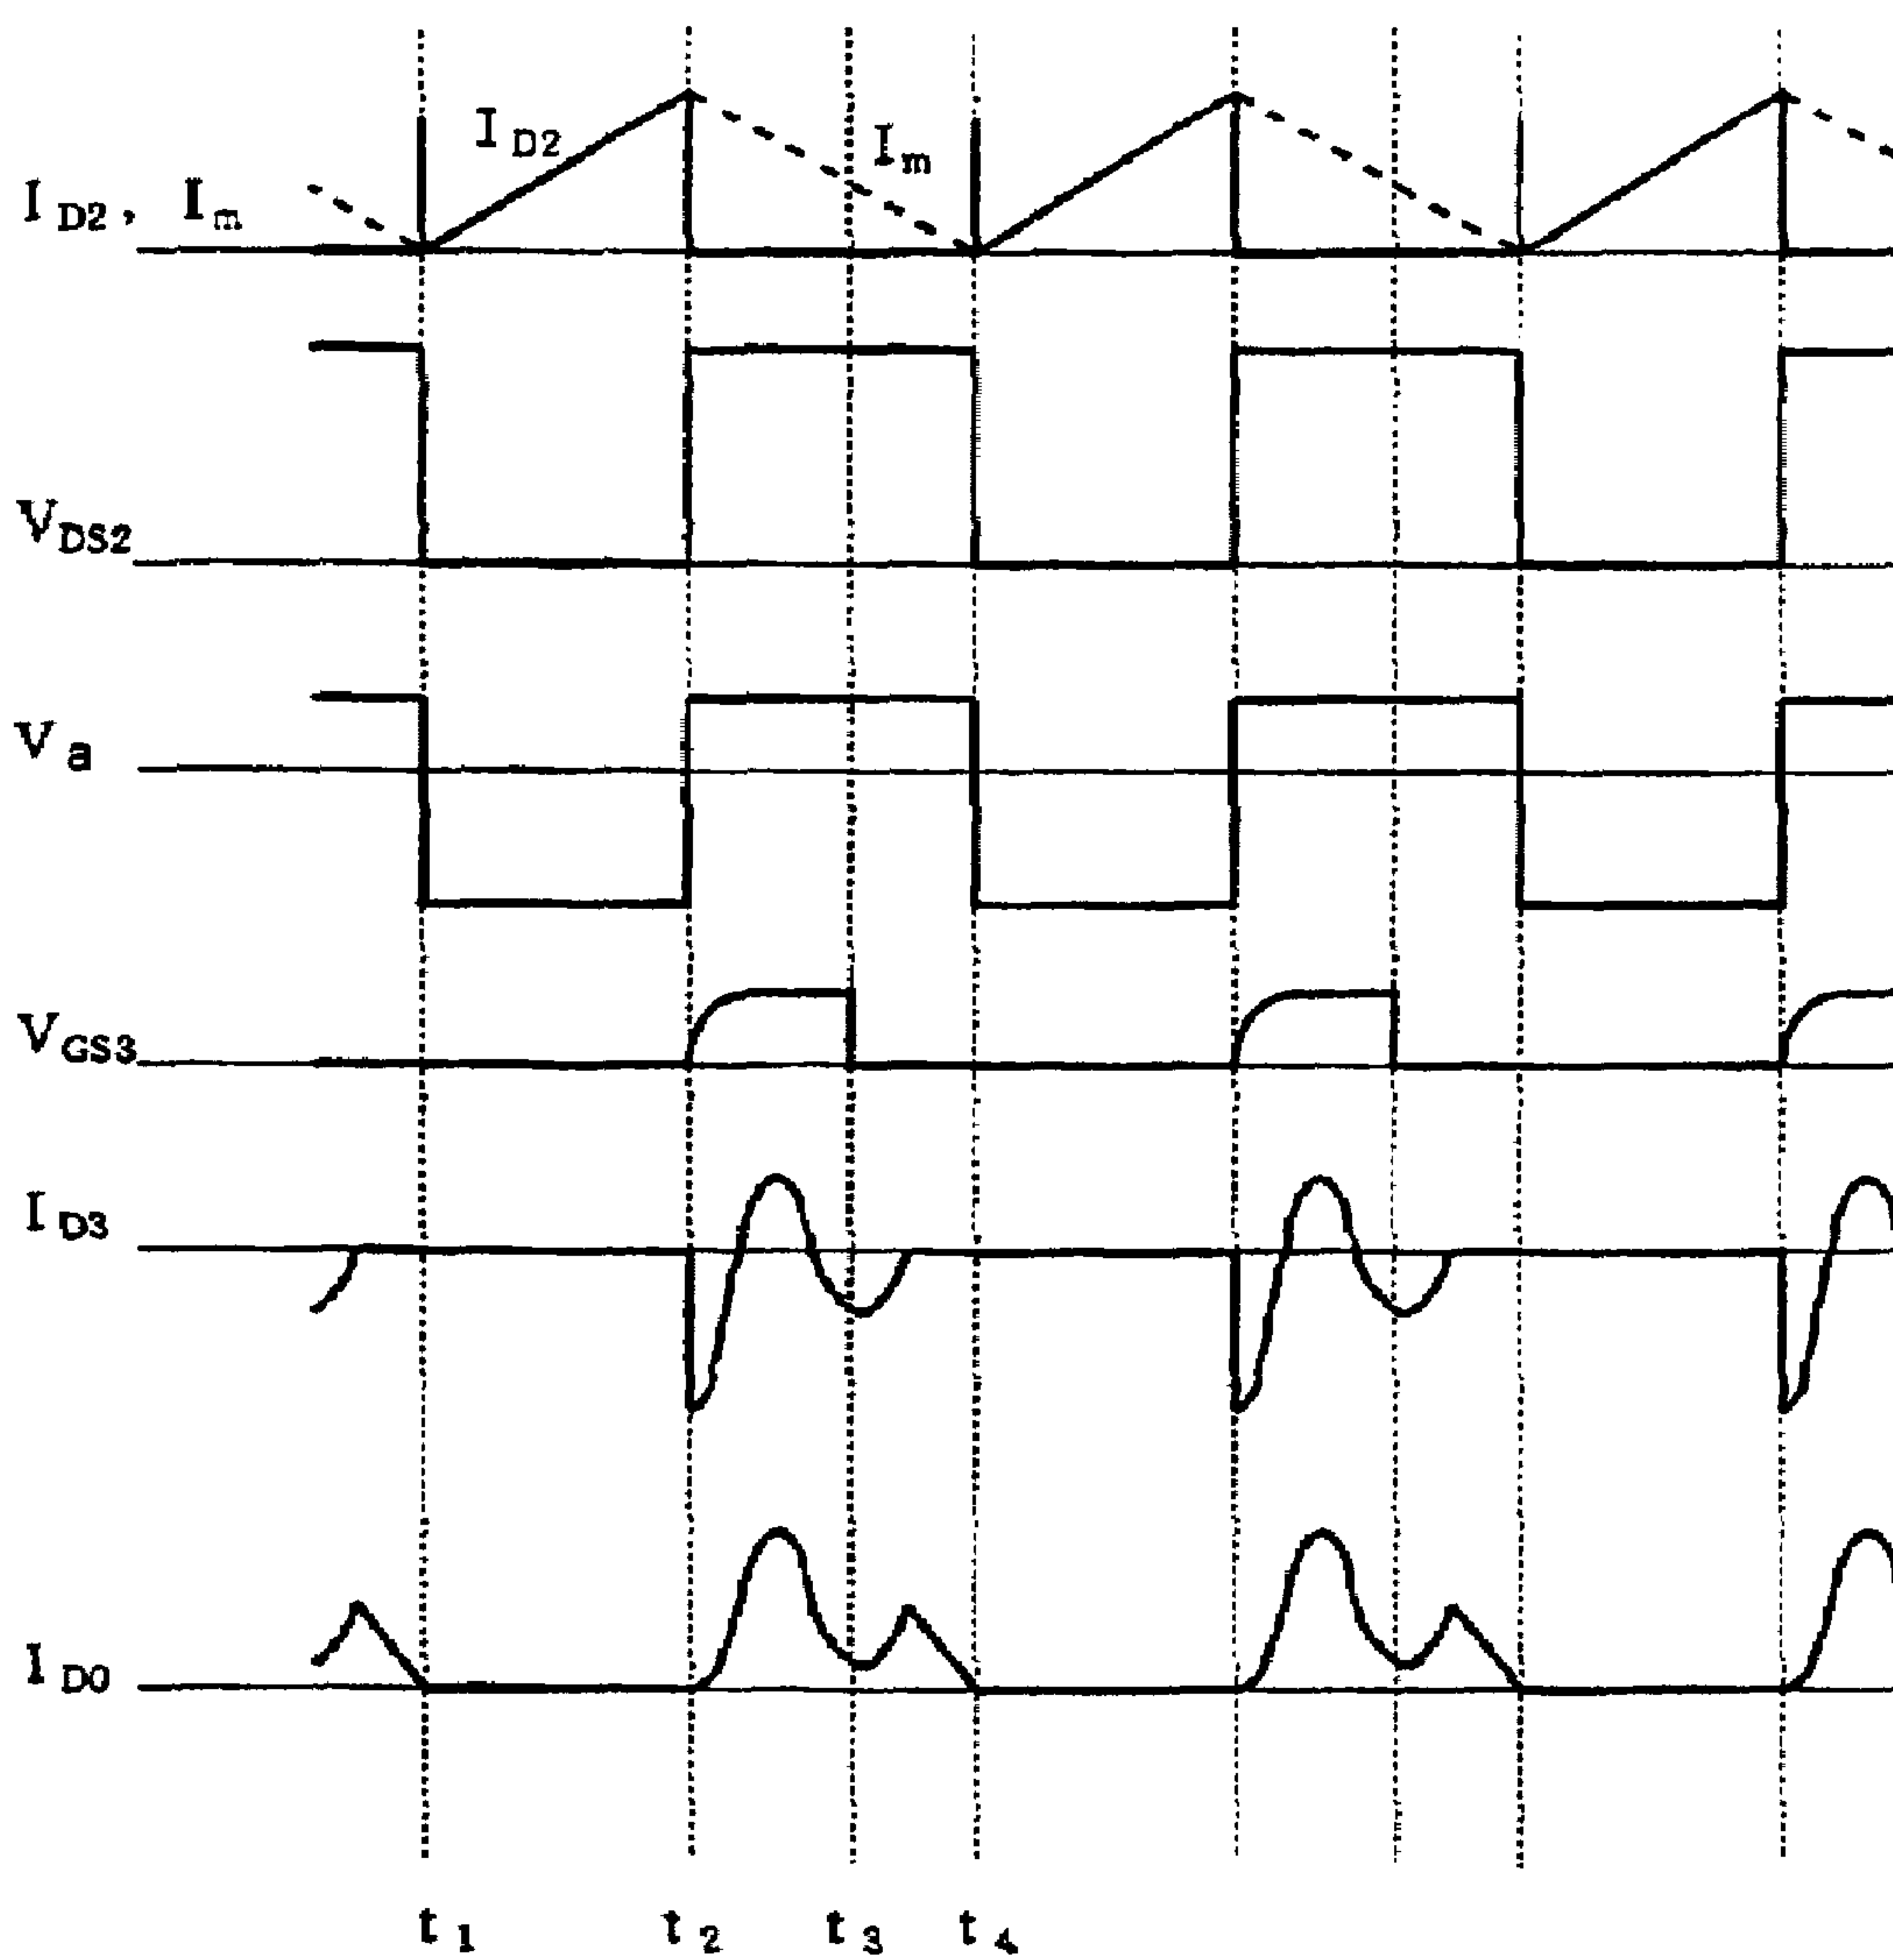 I D2
I m
I D2, I m
V DS2
V a
V GS3
I D3
I D0
t 1 t 2 t 3 t 4